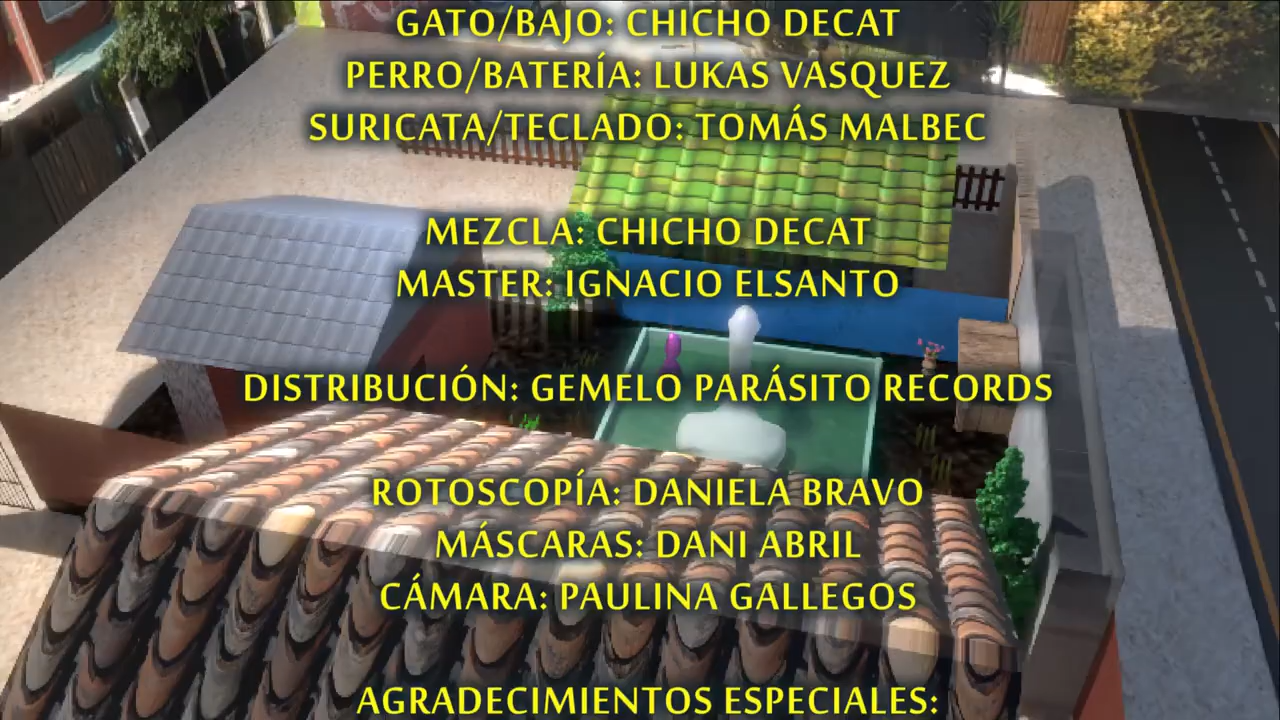 GATO/BAJO: CHICHO DECAT
PERRO/BATERÍA: LUKAS VASQUEZ
SURICATA/TECLADO: TOMÁS MALBEC
MEZCLA: CHICHO DECAT
MASTER: IGNACIO ELSANTO
DISTRIBUCIÓN: GEMELO PARÁSITO RECORDS
ROTOSCOPÍA: DANIELA BRAVO
MÁSCARAS: DANI ABRIL
CÁMARA: PAULINA GALLEGOS
AGRADECIMIENTOS ESPECIALES: